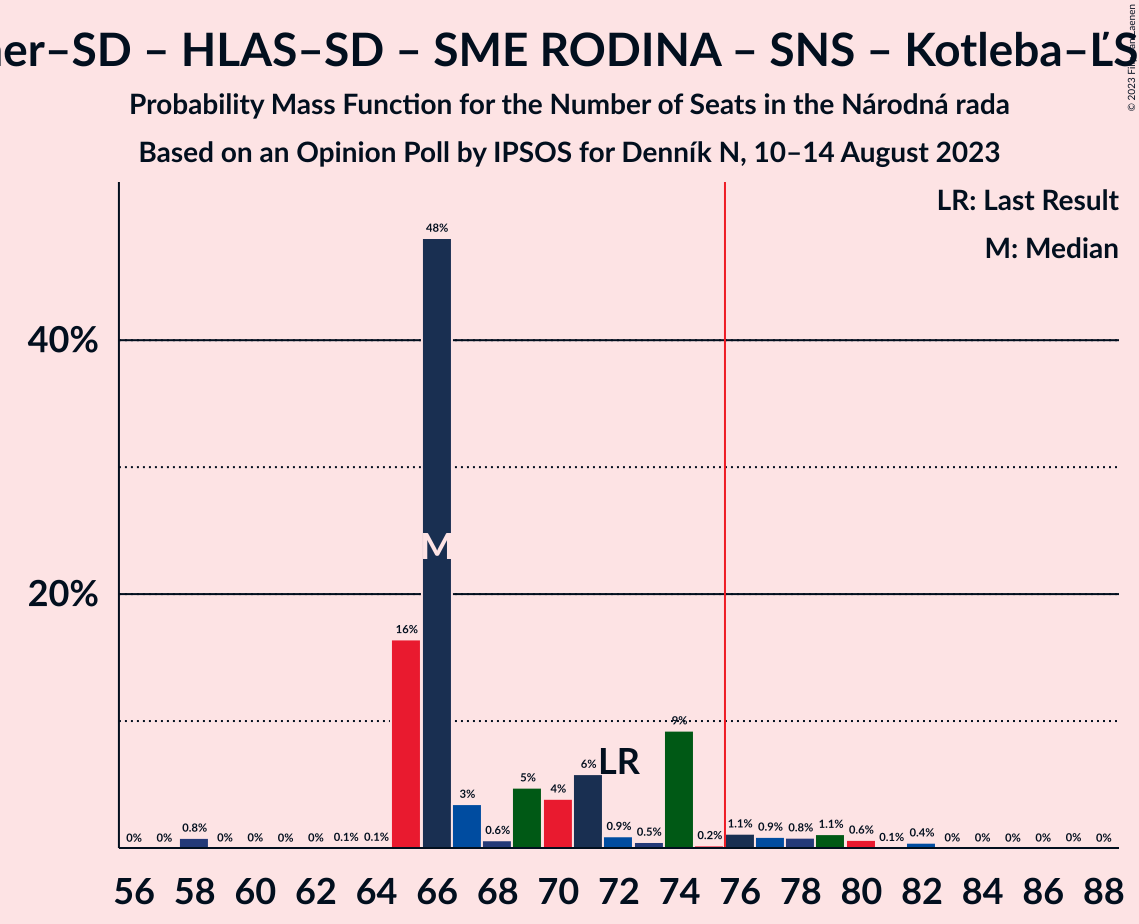 er–SD – HLAS–SD – SME RODINA – SNS – Kotleba–ĽS
Probability Mass Function for the Number of Seats in the Národná rada
Based on an Opinion Poll by IPSOS for Denník N, 10–14 August 2023
LR: Last Result
M: Median
40%
20%
0% 0% 0.8% 0% 0% 0% 0% 0.1% 0.1% 16% 48% 3% 0.6% 5% 4% 6% 0.9% 0.5% 9% 0.2% 1.1% 0.9% 0.8% 1.1% 0.6% 0.1% 0.4% 0% 0% 0% 0% 0% 0%
M
LR
56 58 60 62 64 66 68 70 72 74 76 78 80 82 84 86 88
© 2023